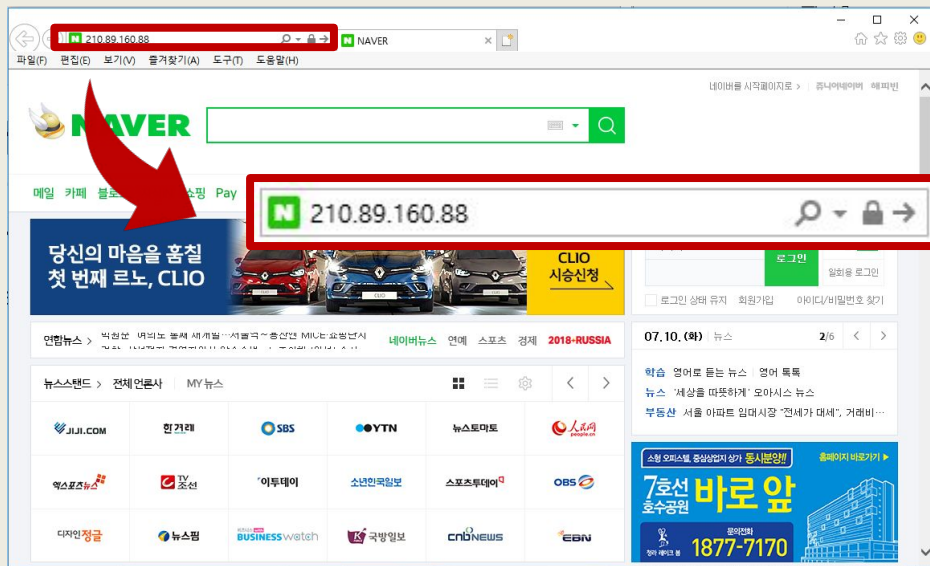 210.89.160.88
NAVER
파일(F) 편집(E) 보기(V) 즐겨찾기(A) 도구(T) 도움말(H)
네이버를 시작페이지로 > 쥬니어네이버 해피빈
NAVER
메일 카페 쇼핑 Pay
210.89.160.88
당신의 마음을 훔칠
첫 번째 르노, CLIO
CLIO
시승신청
로그인
일회용 로그인
로그인 상태 유지 회원가입 아이디/비밀번호 찾기
연합뉴스 >
네이버뉴스 연예 스포츠 경제 2018-RUSSIA
07.10.(화) 뉴스 2/6
학습 영어로 듣는 뉴스 영어 톡톡
뉴스 '세상을 따뜻하게' 오아시스 뉴스
부동산 서울 아파트 임대시장 "전세가 대세", 거래비…
뉴스스탠드 > 전체언론사 MY뉴스
JIJI.COM 한겨레 SBS YTN 뉴스토마토 人民网
people.cn
엑스포츠뉴스 TV조선 이투데이 소년한국일보 스포츠투데이 OBS
디자인정글 뉴스핌 BUSINESSwatch 국방일보 CNBNEWS EBN
소형 오피스텔, 중심상업지 상가 동시분양!! 홈페이지 바로가기 ▶
7호선
호수공원 바로 앞
청라 레이크 봄
문의전화
1877-7170